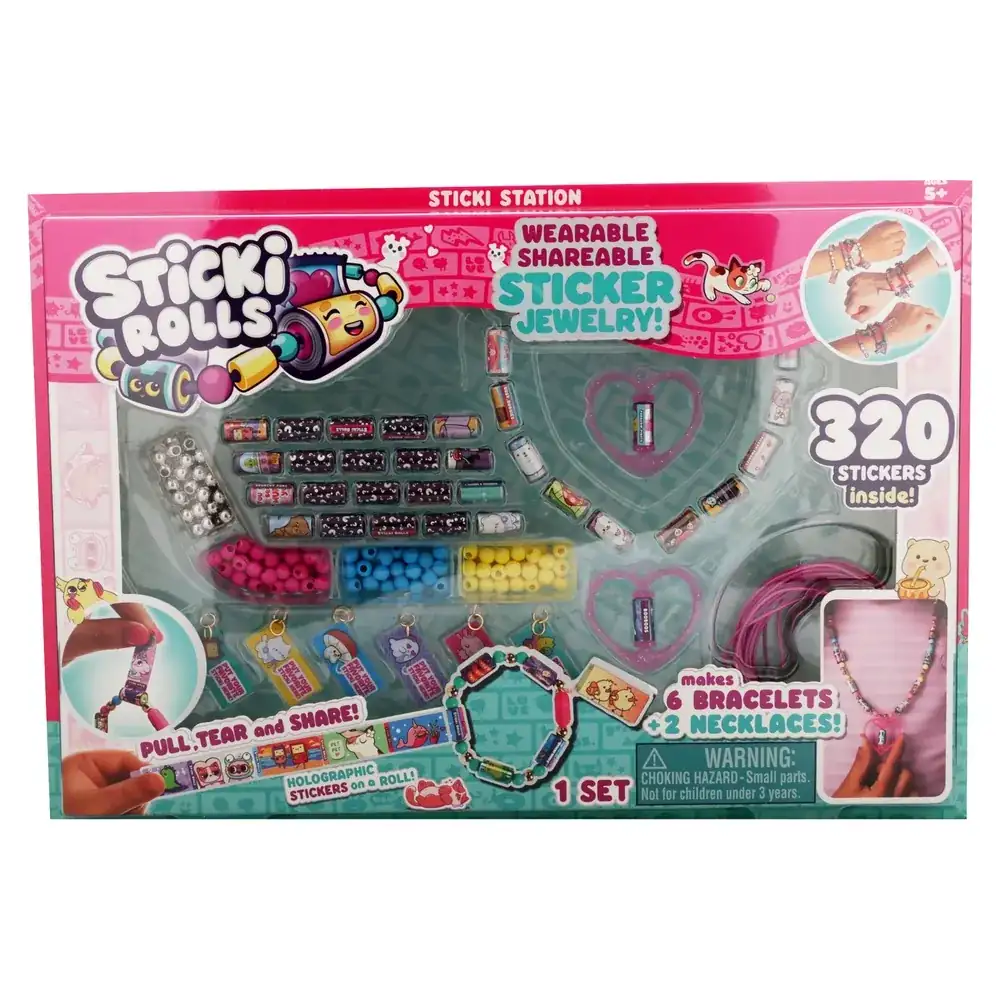 STICKI STATION
AGES
5+
STICKI
ROLLS
WEARABLE
SHAREABLE
STICKER
JEWELRY!
320
STICKERS
inside!
PULL, TEAR and SHARE!
HOLOGRAPHIC
STICKERS on a ROLL!
1 SET
makes
6 BRACELETS
+2 NECKLACES!
WARNING:
CHOKING HAZARD-Small parts.
Not for children under 3 years.